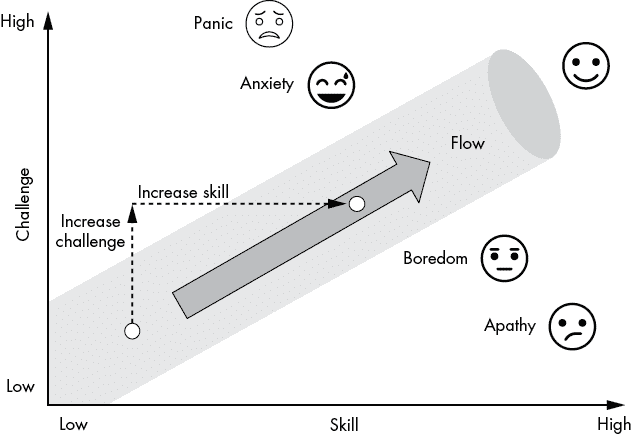 High
Panic
Anxiety
Flow
Increase skill
Increase
challenge
Challenge
Boredom
Apathy
Low
Low
Skill
High